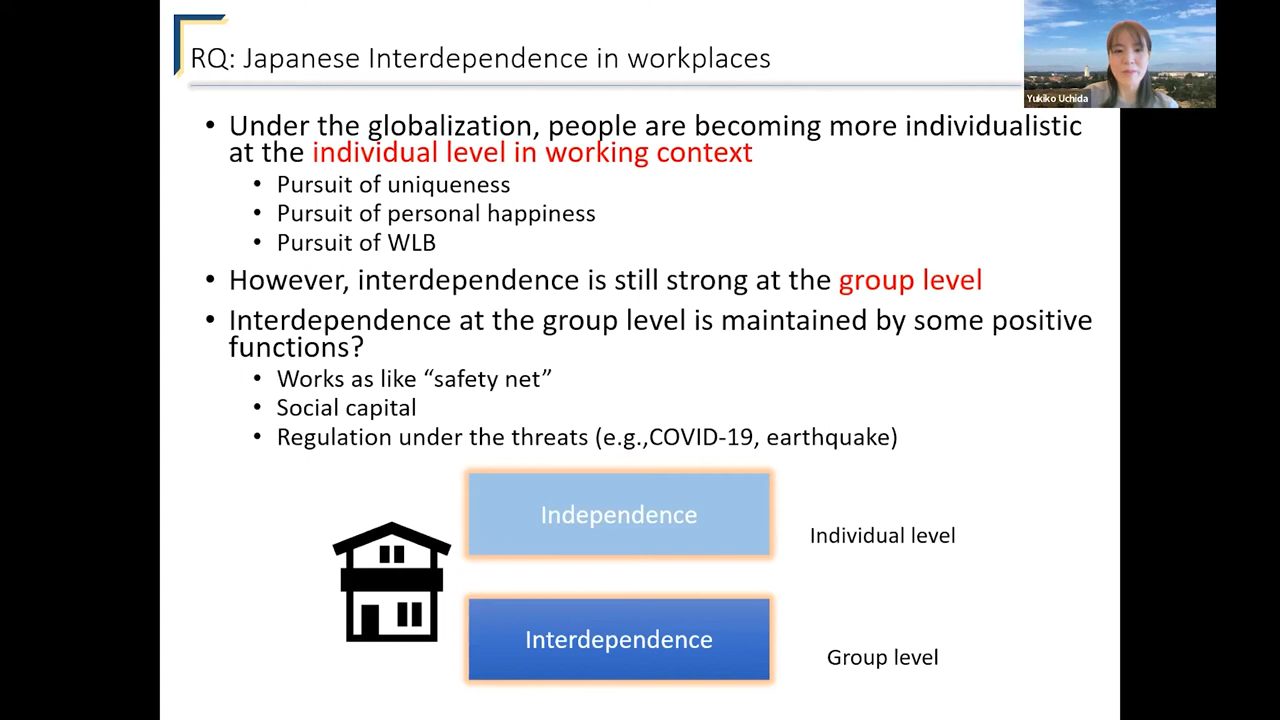 RQ: Japanese Interdependence in workplaces
Yukiko Uchida
• Under the globalization, people are becoming more individualistic
at the individual level in working context
• Pursuit of uniqueness
• Pursuit of personal happiness
• Pursuit of WLB
• However, interdependence is still strong at the group level
• Interdependence at the group level is maintained by some positive
functions?
• Works as like “safety net”
• Social capital
• Regulation under the threats (e.g.,COVID-19, earthquake)
Independence
Individual level
Interdependence
Group level